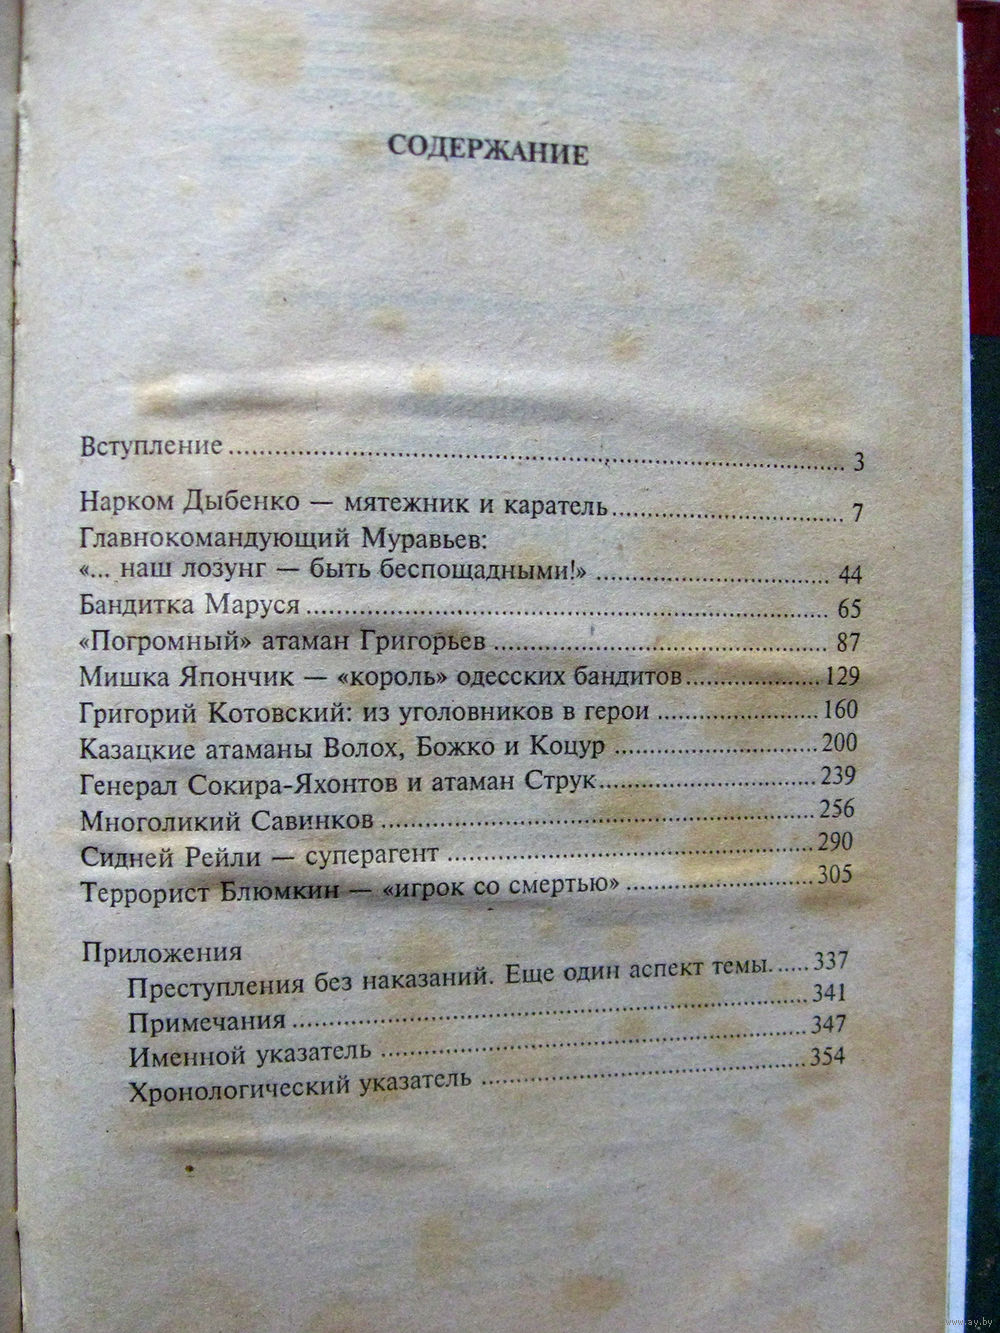 СОДЕРЖАНИЕ
Вступление ........ 3
Нарком Дыбенко — мятежник и каратель ........ 7
Главнокомандующий Муравьев:
«... наш лозунг — быть беспощадными!» ........ 44
Бандитка Маруся ........ 65
«Погромный» атаман Григорьев ........ 87
Мишка Япончик — «король» одесских бандитов ........ 129
Григорий Котовский: из уголовников в герои ........ 160
Казацкие атаманы Волох, Божко и Коцур ........ 200
Генерал Сокира-Яхонтов и атаман Струк ........ 239
Многоликий Савинков ........ 256
Сидней Рейли — суперагент ........ 290
Террорист Блюмкин — «игрок со смертью» ........ 305
Приложения
Преступления без наказаний. Еще один аспект темы. ..... 337
Примечания ........ 341
Именной указатель ........ 347
Хронологический указатель ........ 354
www.ay.by